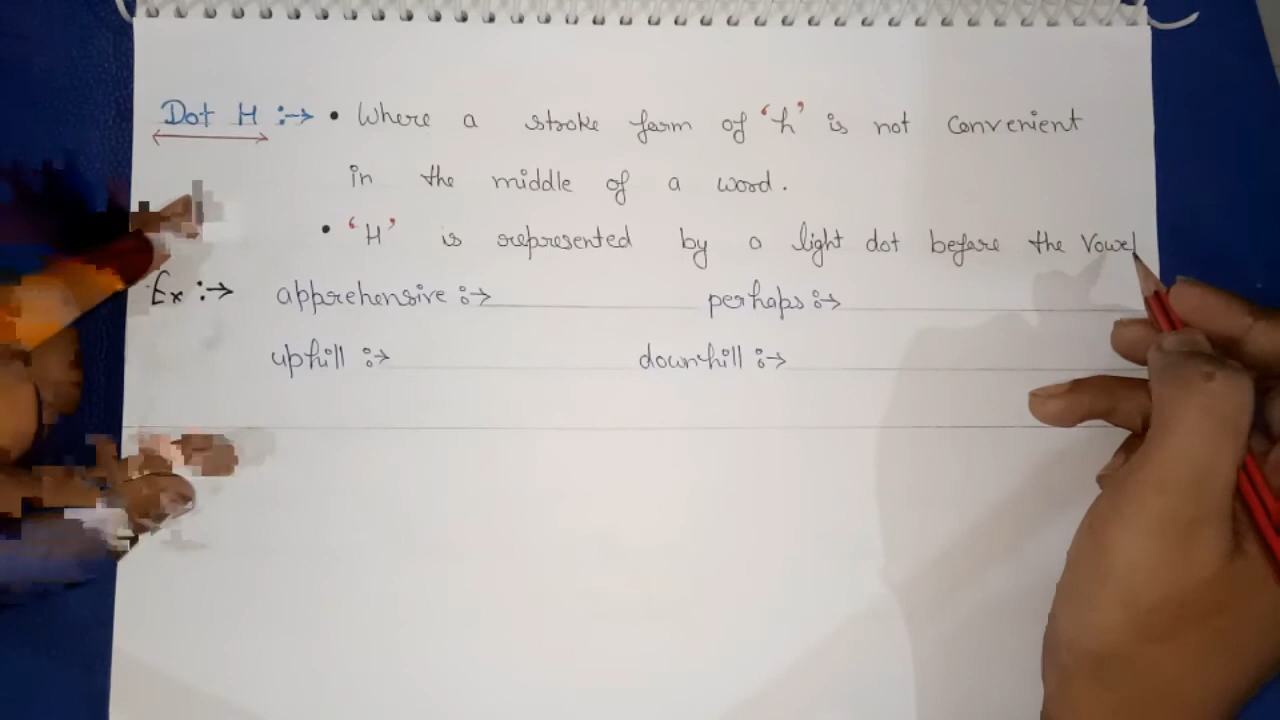 Dot H :→ • Where a stroke form of 'h' is not convenient
in the middle of a word.
• 'H' is represented by a light dot before the vowel
Ex :→ apprehensive :→ perhaps :→
uphill :→ downhill :→